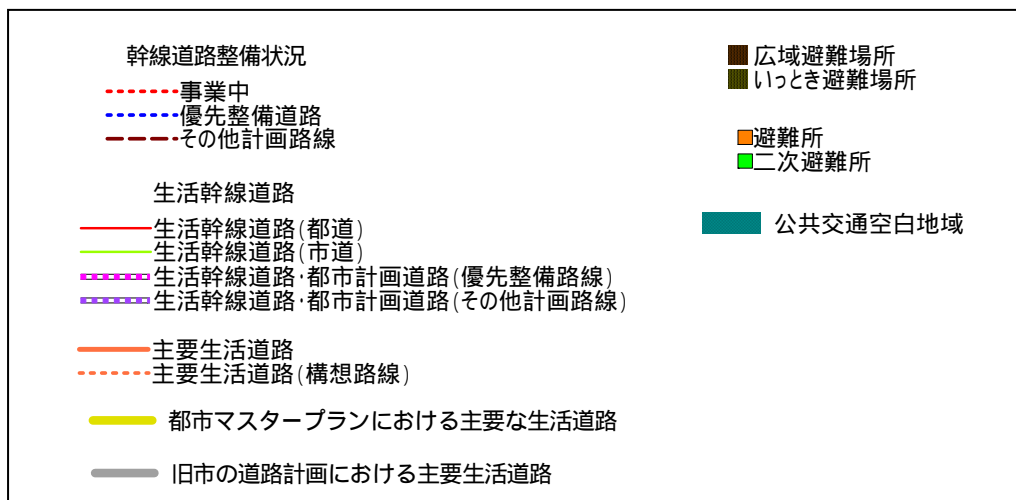 幹線道路整備状況
事業中
優先整備道路
その他計画路線
生活幹線道路
生活幹線道路(都道)
生活幹線道路(市道)
生活幹線道路・都市計画道路(優先整備路線)
生活幹線道路・都市計画道路(その他計画路線)
主要生活道路
主要生活道路(構想路線)
都市マスタープランにおける主要な生活道路
旧市の道路計画における主要生活道路
広域避難場所
いっとき避難場所
避難所
二次避難所
公共交通空白地域